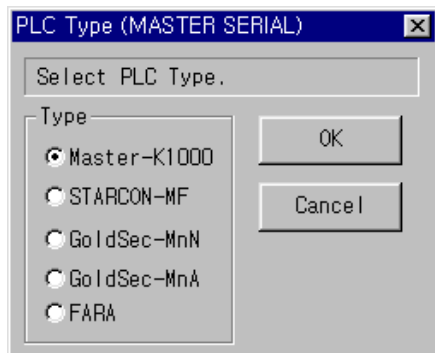 PLC Type (MASTER SERIAL)
Select PLC Type.
Type
Master-K1000
STARCON-MF
GoldSec-MnN
GoldSec-MnA
FARA
OK
Cancel